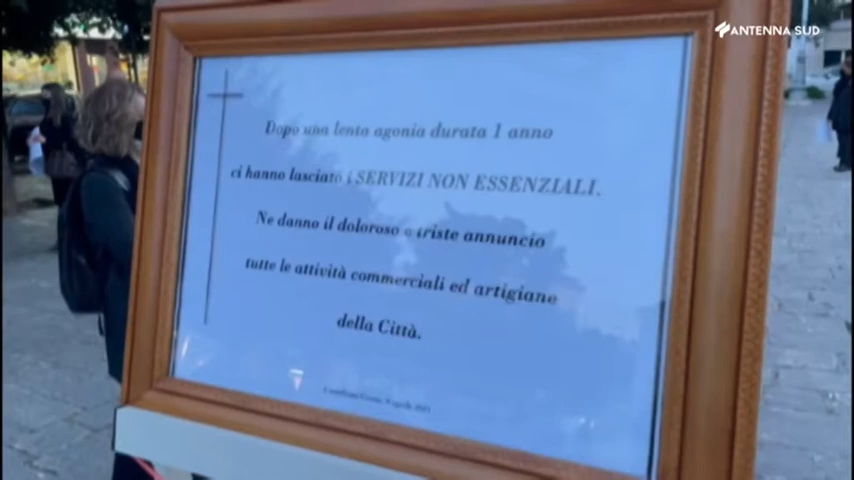 ANTENNA SUD
Dopo una lenta agonia durata 1 anno
ci hanno lasciato i SERVIZI NON ESSENZIALI.
Ne danno il doloroso e triste annuncio
tutte le attività commerciali ed artigiane
della Città.